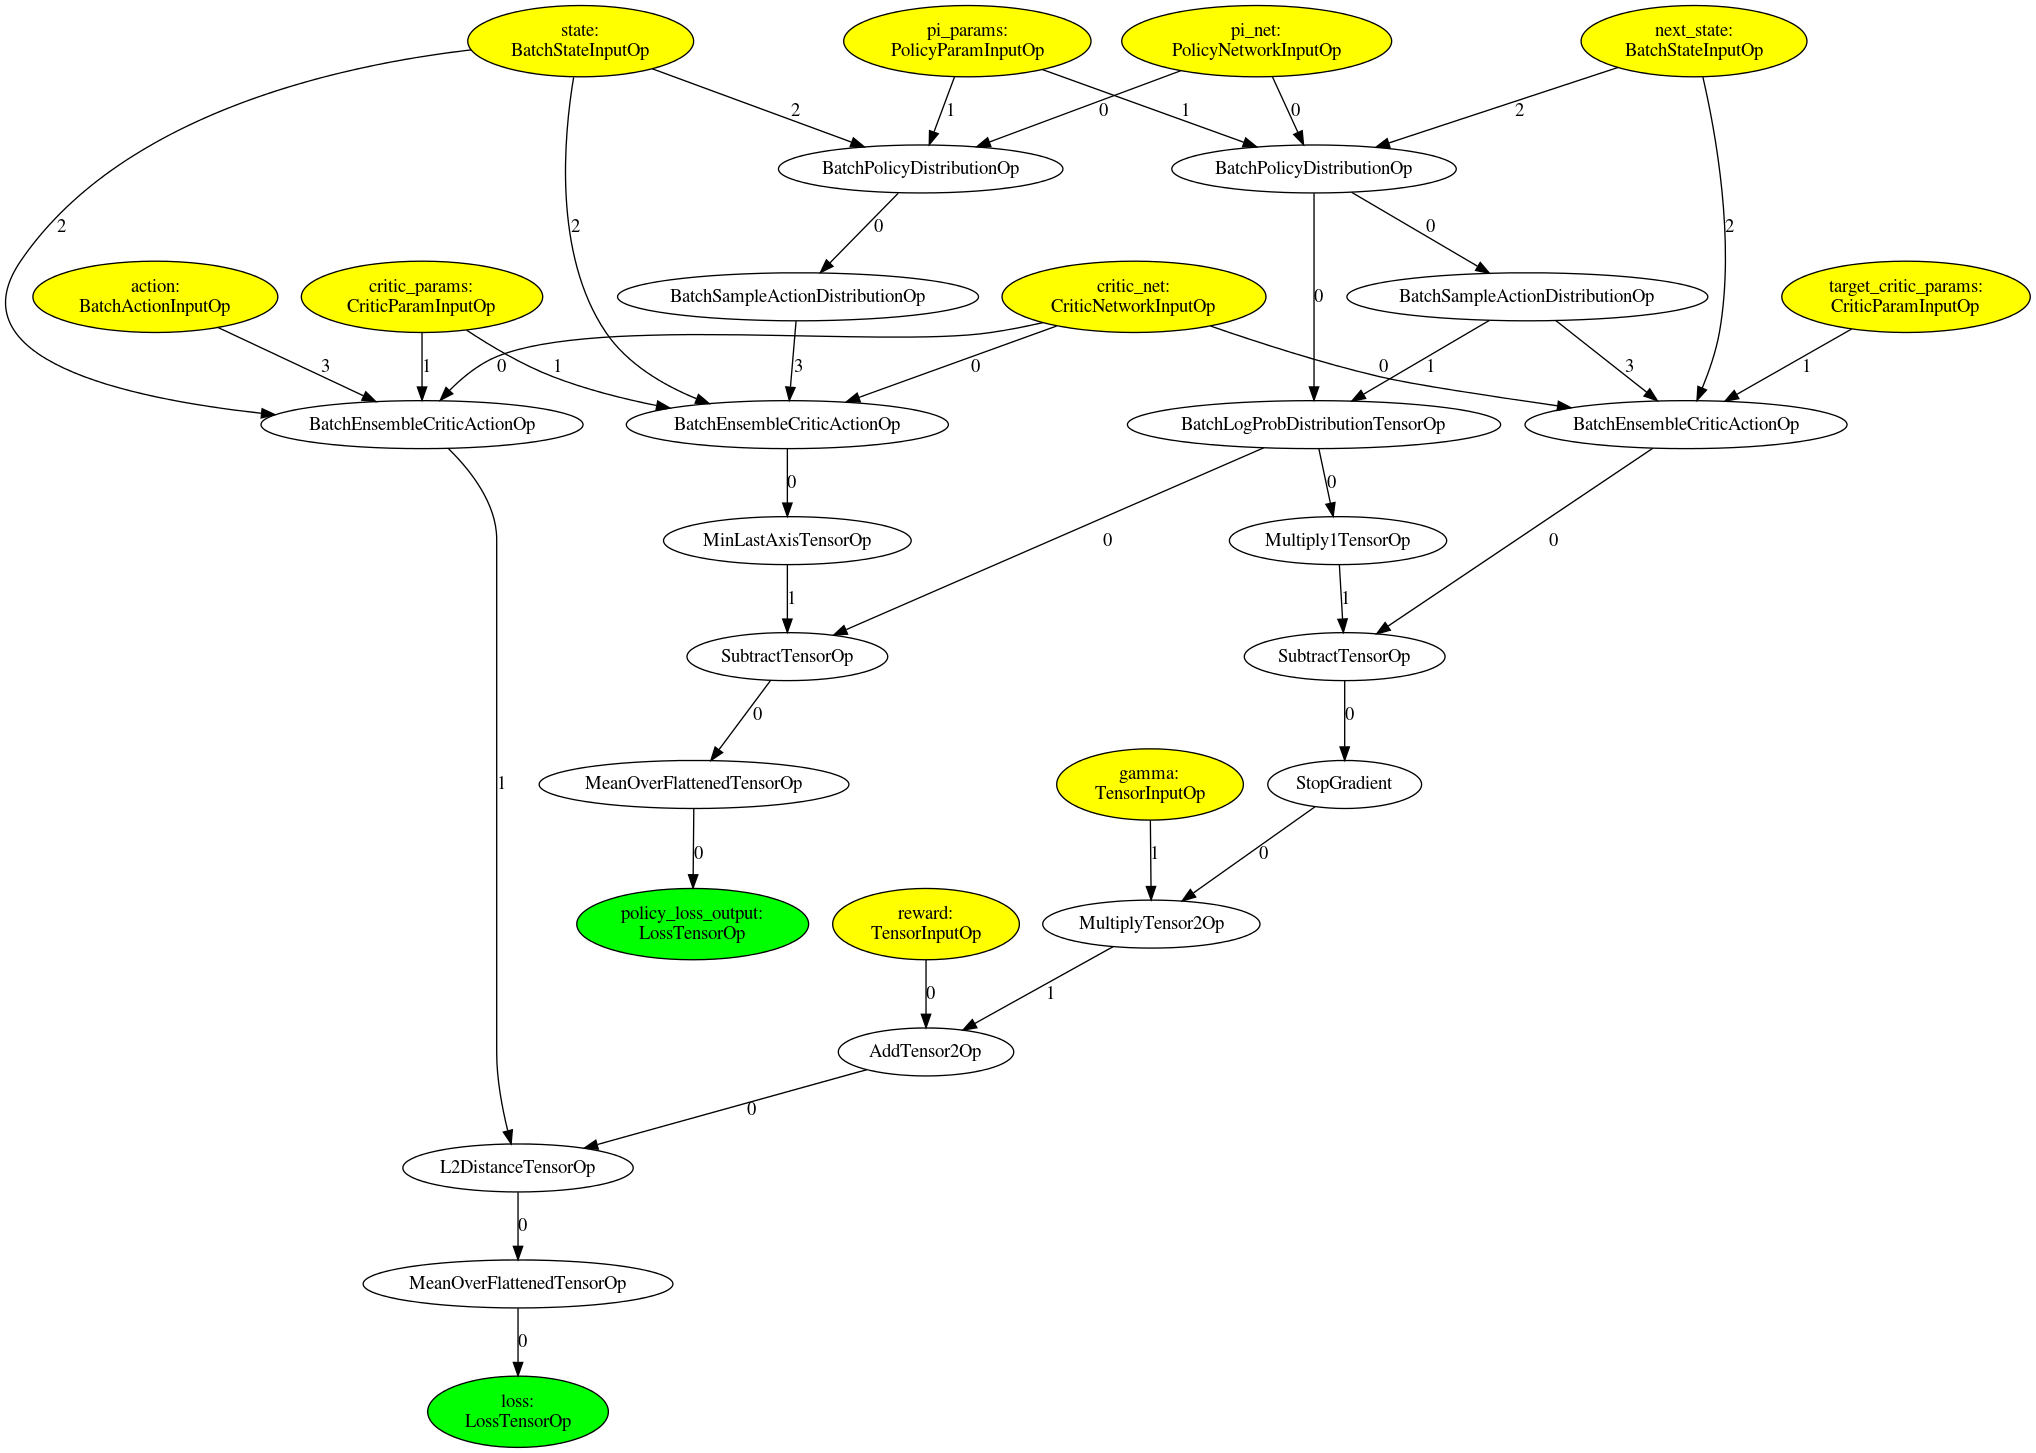 state:
BatchStateInputOp
pi_params:
PolicyParamInputOp
pi_net:
PolicyNetworkInputOp
next_state:
BatchStateInputOp
2
1
0
1
0
2
BatchPolicyDistributionOp
BatchPolicyDistributionOp
2
2
0
0
2
action:
BatchActionInputOp
critic_params:
CriticParamInputOp
BatchSampleActionDistributionOp
critic_net:
CriticNetworkInputOp
0
BatchSampleActionDistributionOp
target_critic_params:
CriticParamInputOp
3
1
0
1
3
0
0
1
3
1
BatchEnsembleCriticActionOp
BatchEnsembleCriticActionOp
BatchLogProbDistributionTensorOp
BatchEnsembleCriticActionOp
0
0
MinLastAxisTensorOp
0
Multiply1TensorOp
0
1
1
SubtractTensorOp
SubtractTensorOp
0
0
1
MeanOverFlattenedTensorOp
gamma:
TensorInputOp
StopGradient
0
1
0
policy_loss_output:
LossTensorOp
reward:
TensorInputOp
MultiplyTensor2Op
0
1
AddTensor2Op
0
L2DistanceTensorOp
0
MeanOverFlattenedTensorOp
0
loss:
LossTensorOp